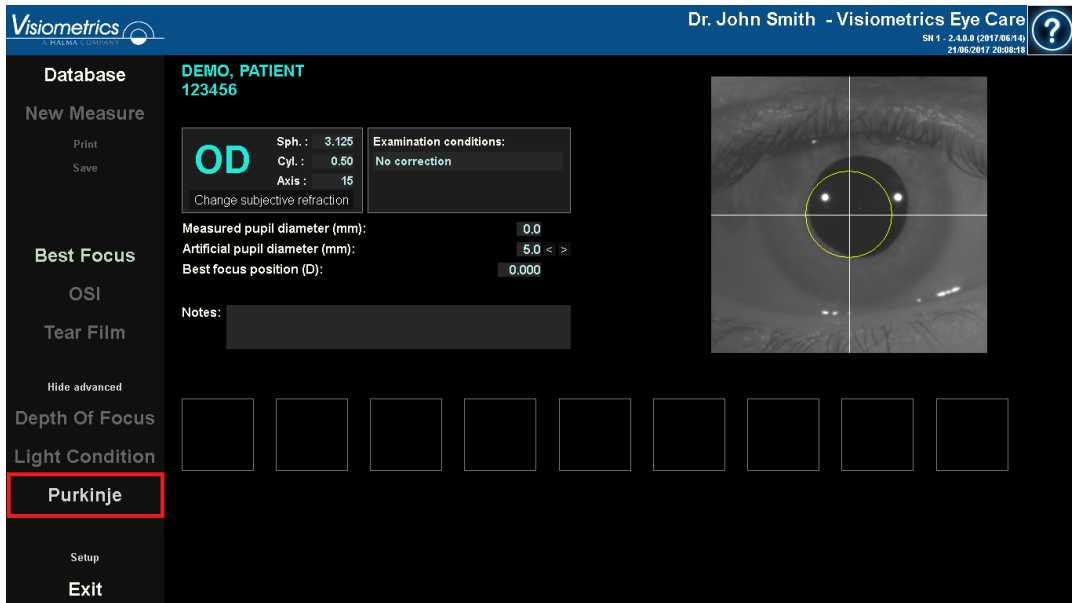 Visiometrics
A HALMA COMPANY
Dr. John Smith - Visiometrics Eye Care
SN 1 - 2.4.0.0 (2017/06/14)
21/06/2017 20:08:18
?
Database
New Measure
Print
Save
Best Focus
OSI
Tear Film
Hide advanced
Depth Of Focus
Light Condition
Purkinje
Setup
Exit
DEMO, PATIENT
123456
OD
Sph. : 3.125
Cyl. : 0.50
Axis : 15
Change subjective refraction
Examination conditions:
No correction
Measured pupil diameter (mm): 0.0
Artificial pupil diameter (mm): 5.0 < >
Best focus position (D): 0.000
Notes: